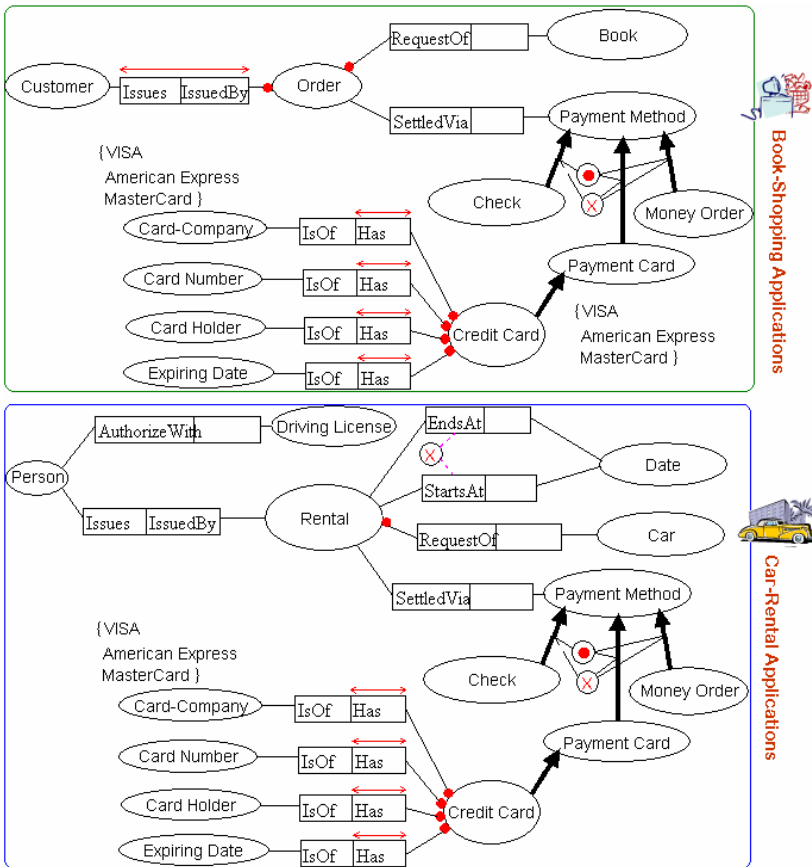 RequestOf
Book
Customer
Issues
IssuedBy
Order
SettledVia
Payment Method
{VISA
American Express
MasterCard }
X
Check
Money Order
Card-Company
IsOf
Has
Payment Card
Card Number
IsOf
Has
{VISA
American Express
MasterCard }
Card Holder
IsOf
Has
Credit Card
Expiring Date
IsOf
Has
Book-Shopping Applications
AuthorizeWith
Driving License
EndsAt
Person
X
Date
StartsAt
Issues
IssuedBy
Rental
RequestOf
Car
SettledVia
Payment Method
{VISA
American Express
MasterCard }
X
Check
Money Order
Card-Company
IsOf
Has
Payment Card
Card Number
IsOf
Has
Card Holder
IsOf
Has
Credit Card
Expiring Date
IsOf
Has
Car-Rental Applications